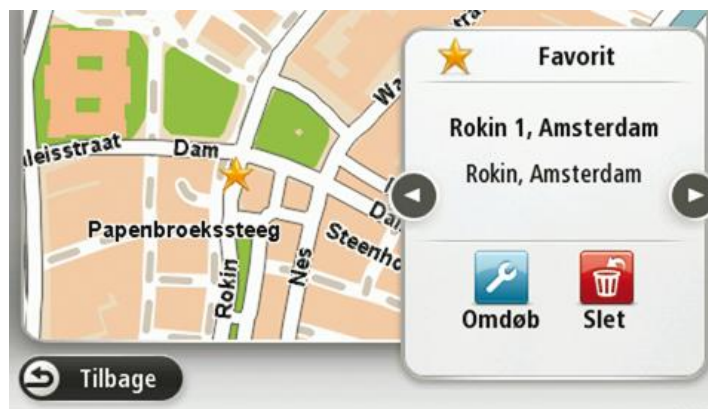 Favorit
Rokin 1, Amsterdam
Rokin, Amsterdam
Omdøb
Slet
leisstraat
Dam
Papenbroekssteeg
Rokin
Nes
Steenho
Tilbage